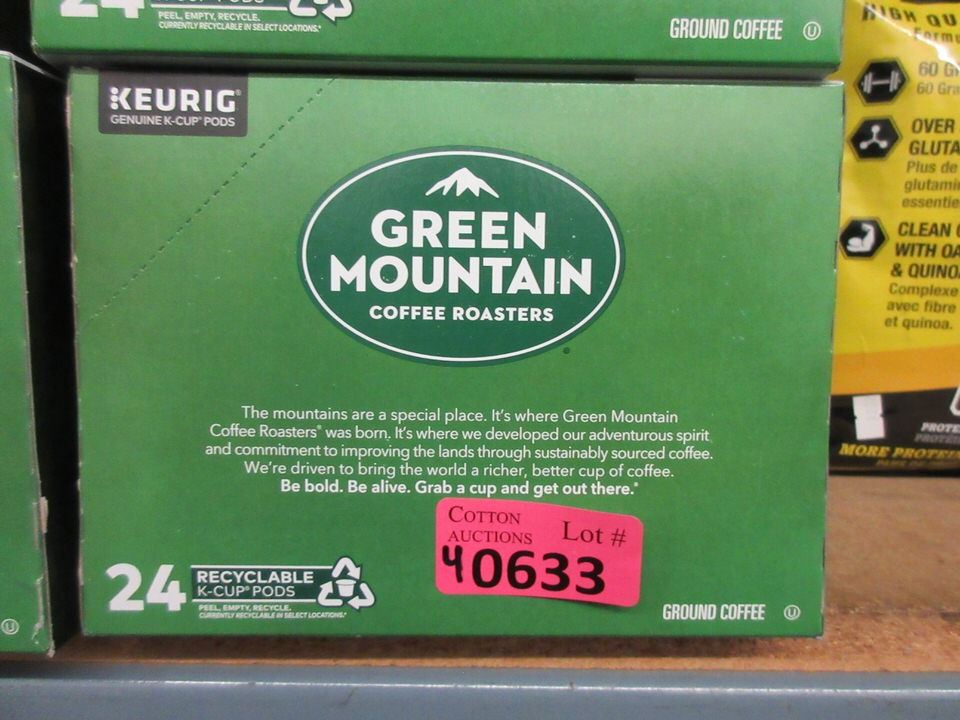 24
PEEL, EMPTY, RECYCLE.
CURRENTLY RECYCLABLE IN SELECT LOCATIONS.*
GROUND COFFEE
KEURIG®
GENUINE K-CUP® PODS
GREEN
MOUNTAIN
COFFEE ROASTERS
The mountains are a special place. It's where Green Mountain
Coffee Roasters® was born. It's where we developed our adventurous spirit
and commitment to improving the lands through sustainably sourced coffee.
We're driven to bring the world a richer, better cup of coffee.
Be bold. Be alive. Grab a cup and get out there.®
COTTON
AUCTIONS
Lot #
40633
24
RECYCLABLE
K-CUP® PODS
PEEL, EMPTY, RECYCLE.
CURRENTLY RECYCLABLE IN SELECT LOCATIONS.*
GROUND COFFEE
HIGH
60
60
OVER
Plus de
CLEAN
WITH
& QUINO
Complexe
avec fibre
et quinoa.
MORE PROTEIN